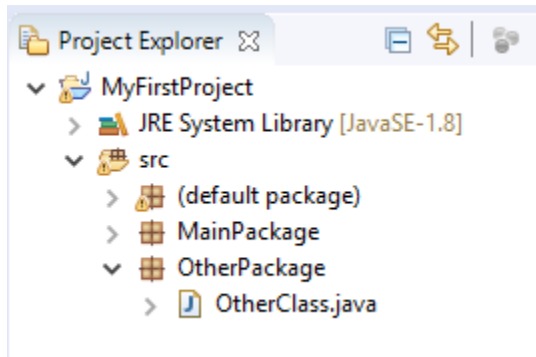 Project Explorer
MyFirstProject
JRE System Library [JavaSE-1.8]
src
(default package)
MainPackage
OtherPackage
OtherClass.java